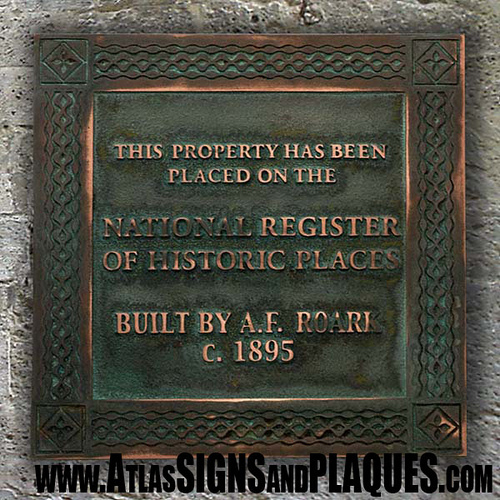 THIS PROPERTY HAS BEEN
PLACED ON THE
NATIONAL REGISTER
OF HISTORIC PLACES
BUILT BY A.F. ROARK
C. 1895
WWW.ATLASSIGNSANDPLAQUES.COM